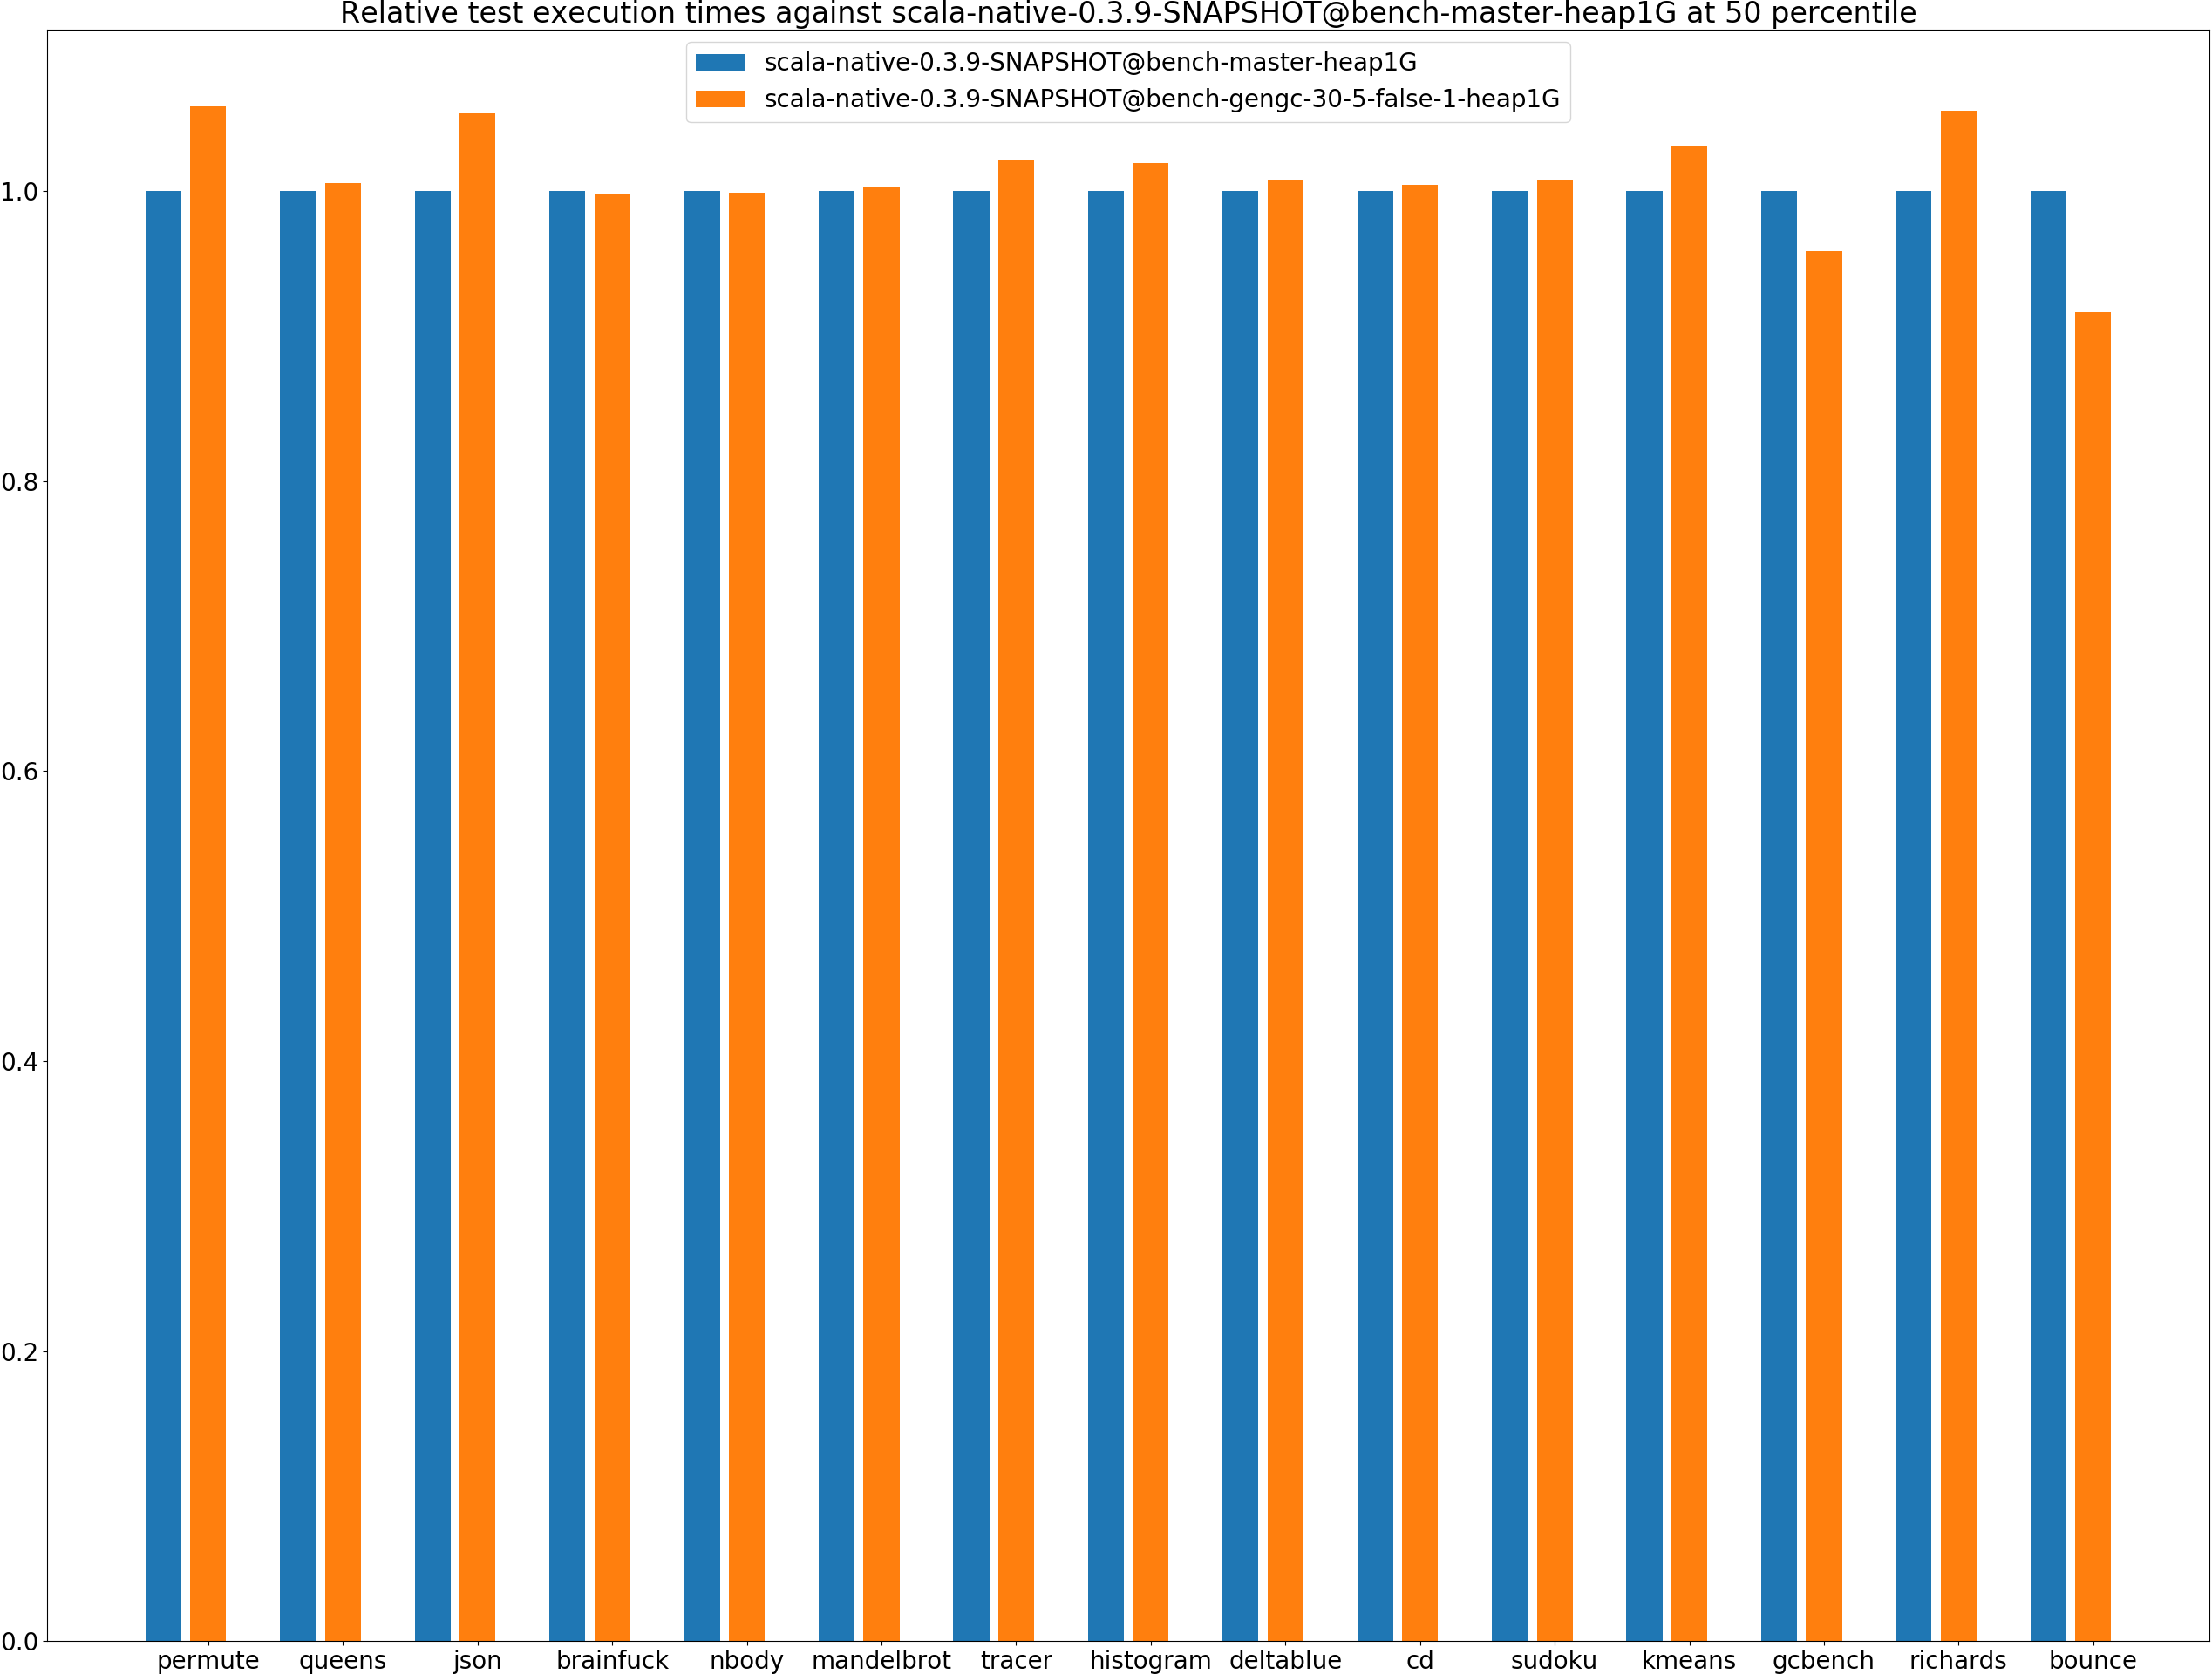 Relative test execution times against scala-native-0.3.9-SNAPSHOT@bench-master-heap1G at 50 percentile
scala-native-0.3.9-SNAPSHOT@bench-master-heap1G
scala-native-0.3.9-SNAPSHOT@bench-gengc-30-5-false-1-heap1G
1.0
0.8
0.6
0.4
0.2
0.0
permute queens json brainfuck nbody mandelbrot tracer histogram deltablue cd sudoku kmeans gcbench richards bounce